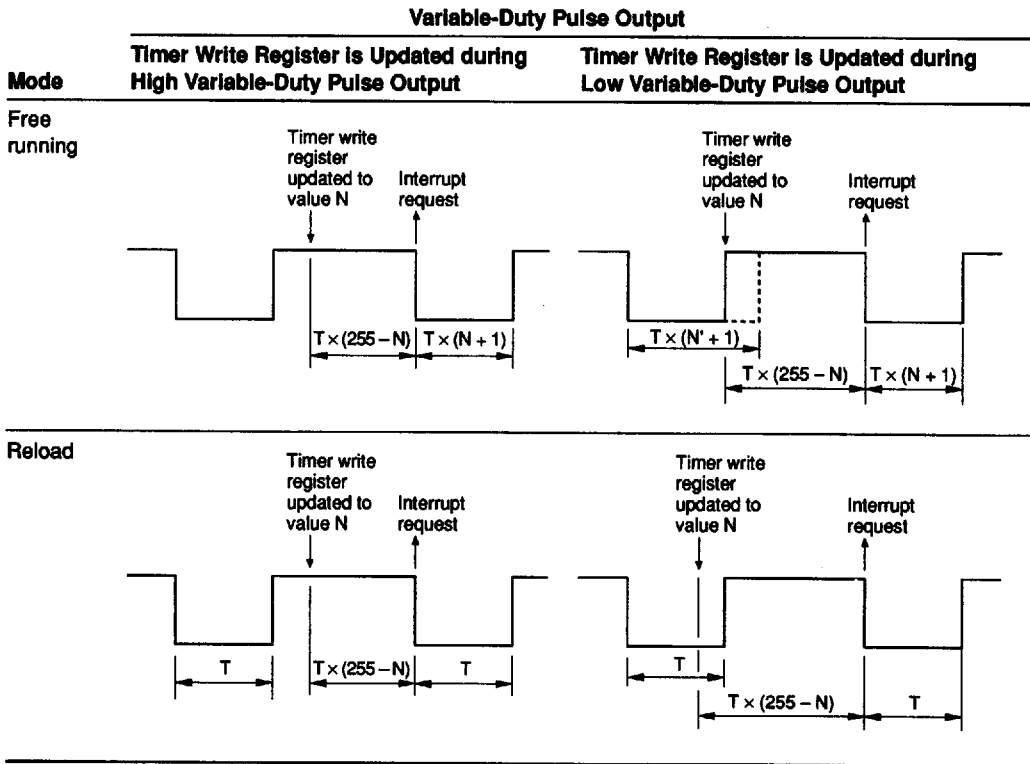 Variable-Duty Pulse Output
Mode
Timer Write Register is Updated during
High Variable-Duty Pulse Output
Timer Write Register is Updated during
Low Variable-Duty Pulse Output
Free
running
Timer write
register
updated to
value N
Interrupt
request
T × (255 – N)
T × (N + 1)
Timer write
register
updated to
value N
Interrupt
request
T × (N' + 1)
T × (255 – N)
T × (N + 1)
Reload
Timer write
register
updated to
value N
Interrupt
request
T
T × (255 – N)
T
Timer write
register
updated to
value N
Interrupt
request
T
T × (255 – N)
T